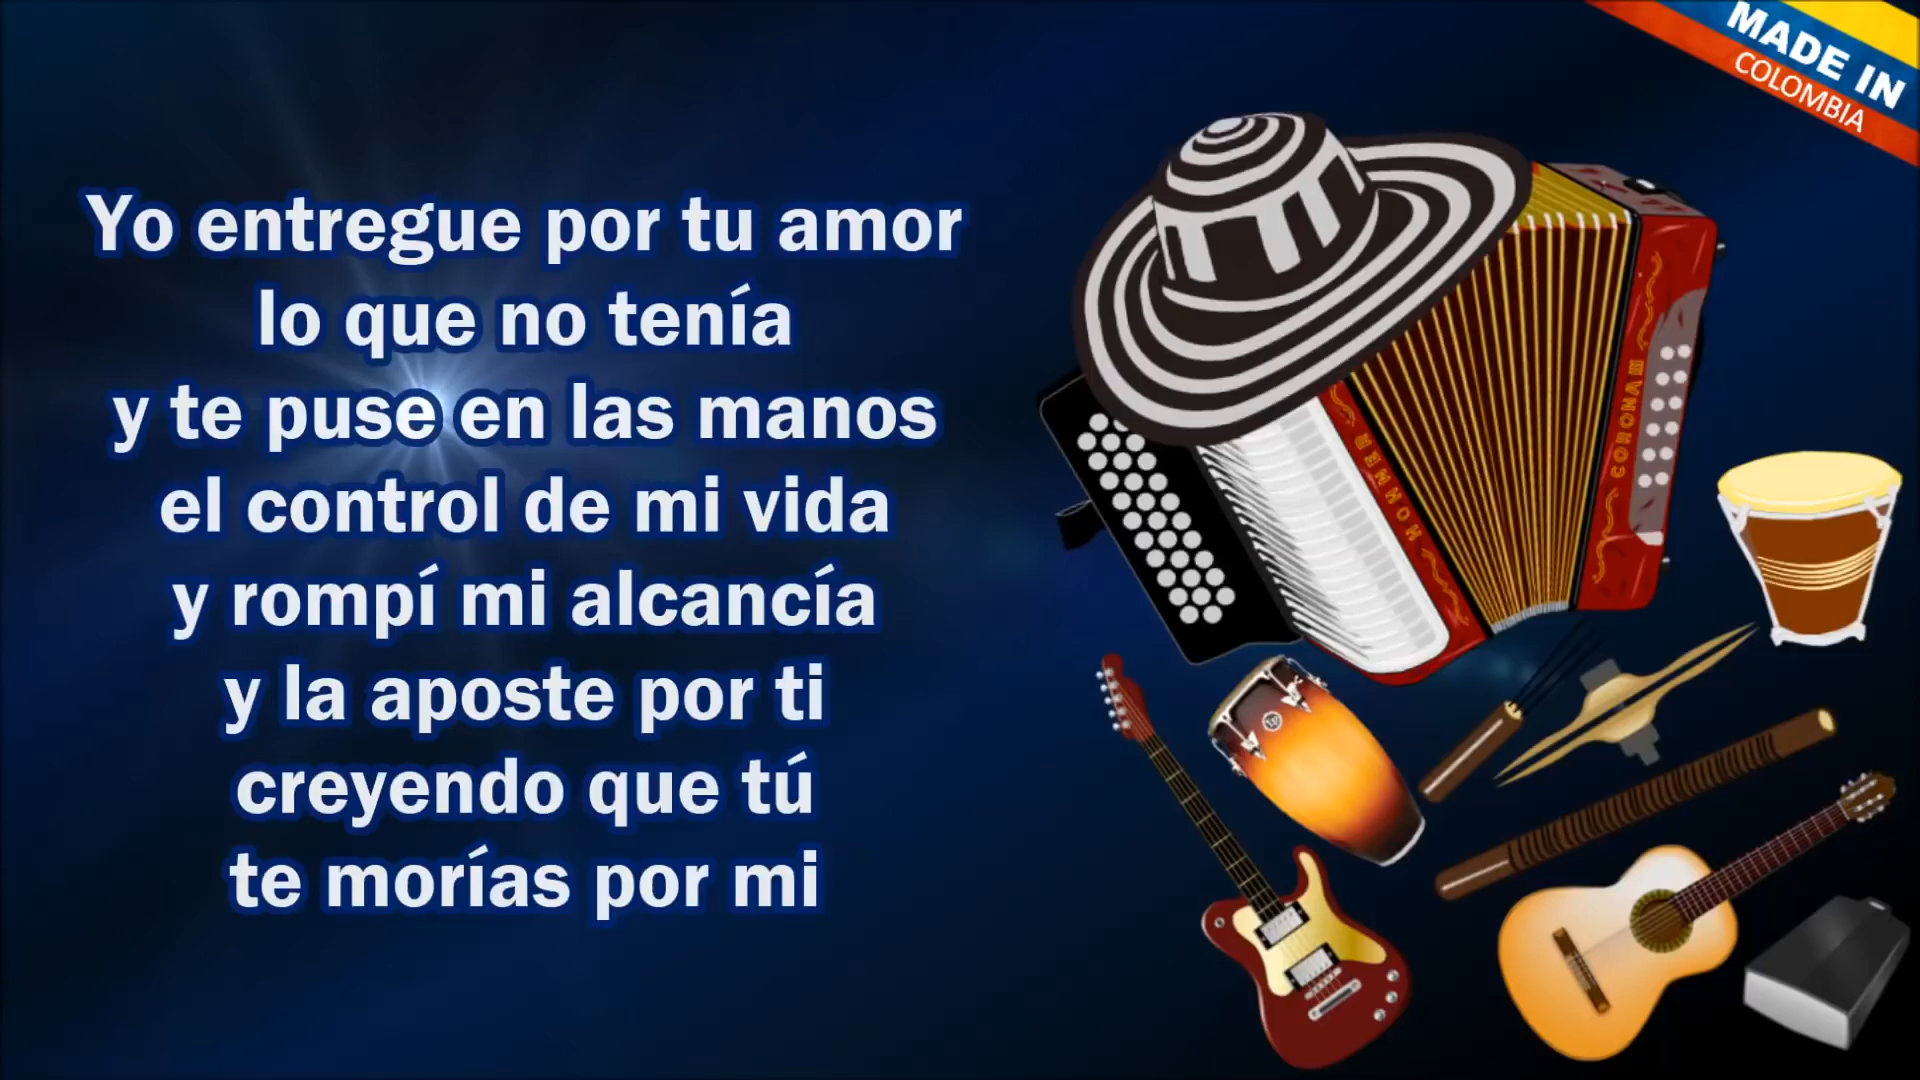 MADE IN
COLOMBIA
Yo entregue por tu amor
lo que no tenía
y te puse en las manos
el control de mi vida
y rompí mi alcancía
y la aposte por ti
creyendo que tú
te morías por mi
HOHNER
CORONA III
LP